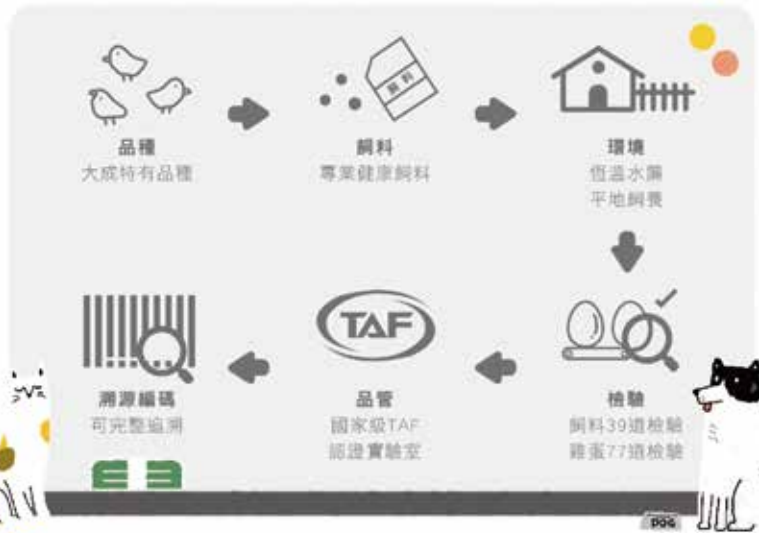 飼料
品種
大成特有品種
飼料
專業健康飼料
環境
恆溫水簾
平地飼養
檢驗
飼料39道檢驗
雞蛋77道檢驗
TAF
品管
國家級TAF
認證實驗室
溯源編碼
可完整追溯
DOG